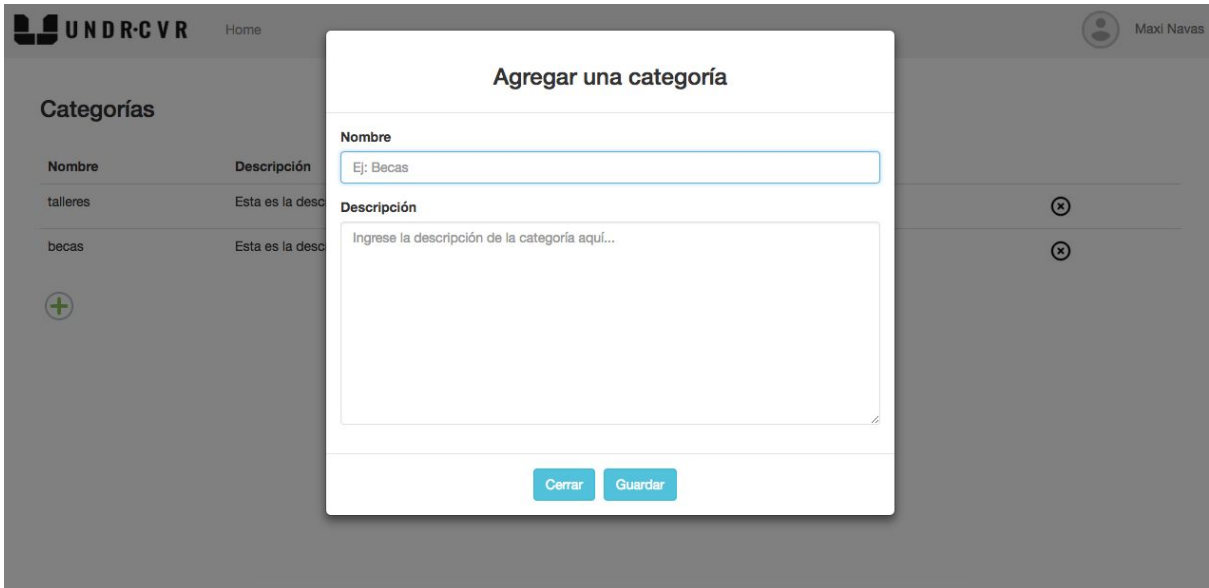 UNDR·CVR Home Maxi Navas
Agregar una categoría
Categorías
Nombre
Ej: Becas
Nombre Descripción
talleres Esta es la desc
Descripción
Ingrese la descripción de la categoría aquí...
becas Esta es la desc
Cerrar Guardar